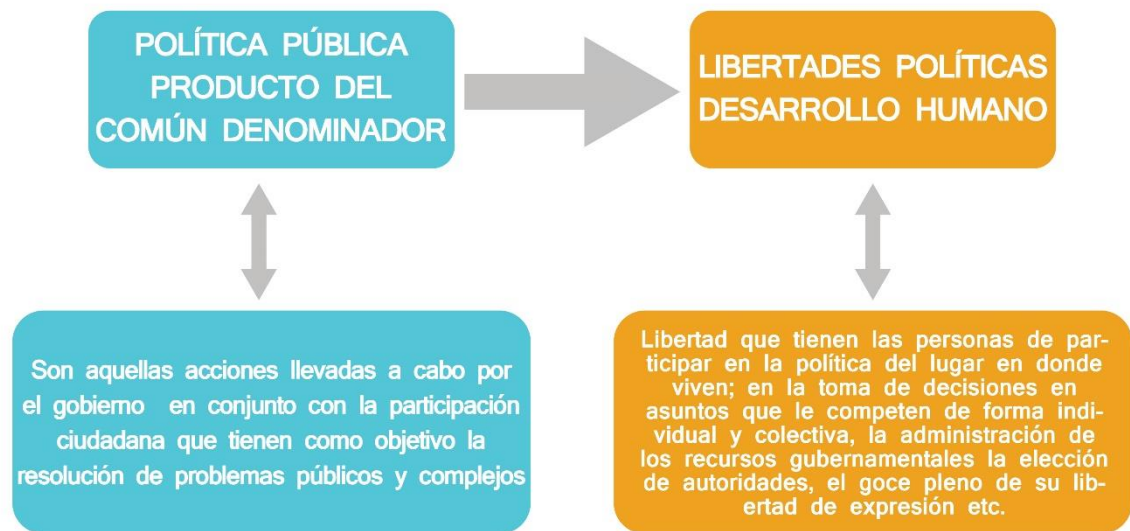 POLÍTICA PÚBLICA
PRODUCTO DEL
COMÚN DENOMINADOR
LIBERTADES POLÍTICAS
DESARROLLO HUMANO
Son aquellas acciones llevadas a cabo por
el gobierno en conjunto con la participación
ciudadana que tienen como objetivo la
resolución de problemas públicos y complejos
Libertad que tienen las personas de par-
ticipar en la política del lugar en donde
viven; en la toma de decisiones en
asuntos que le competen de forma indi-
vidual y colectiva, la administración de
los recursos gubernamentales la elección
de autoridades, el goce pleno de su lib-
ertad de expresión etc.